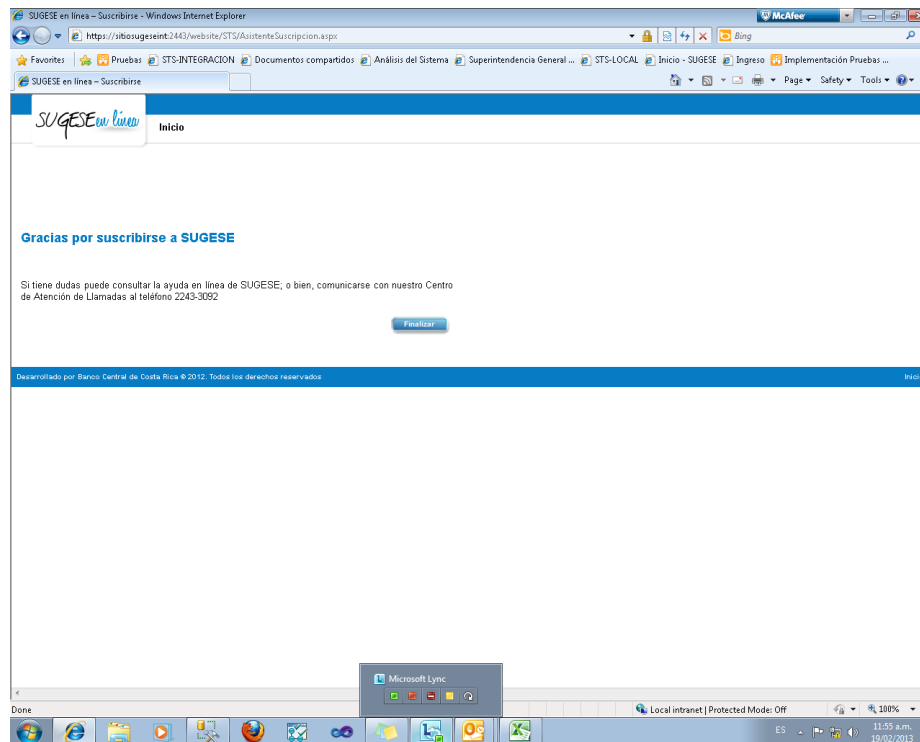 SUGESE en línea – Suscribirse - Windows Internet Explorer
McAfee
https://sitiosugeseint:2443/website/STS/AsistenteSuscripcion.aspx
Bing
Favorites Pruebas STS-INTEGRACION Documentos compartidos Análisis del Sistema Superintendencia General ... STS-LOCAL Inicio - SUGESE Ingreso Implementación Pruebas ...
SUGESE en línea – Suscribirse
Page Safety Tools
SUGESE en línea
Inicio
Gracias por suscribirse a SUGESE
Si tiene dudas puede consultar la ayuda en línea de SUGESE; o bien, comunicarse con nuestro Centro
de Atención de Llamadas al teléfono 2243-3092
Finalizar
Desarrollado por Banco Central de Costa Rica © 2012. Todos los derechos reservados
Inici
Microsoft Lync
Done
Local intranet | Protected Mode: Off
100%
ES
11:55 a.m.
19/02/2013